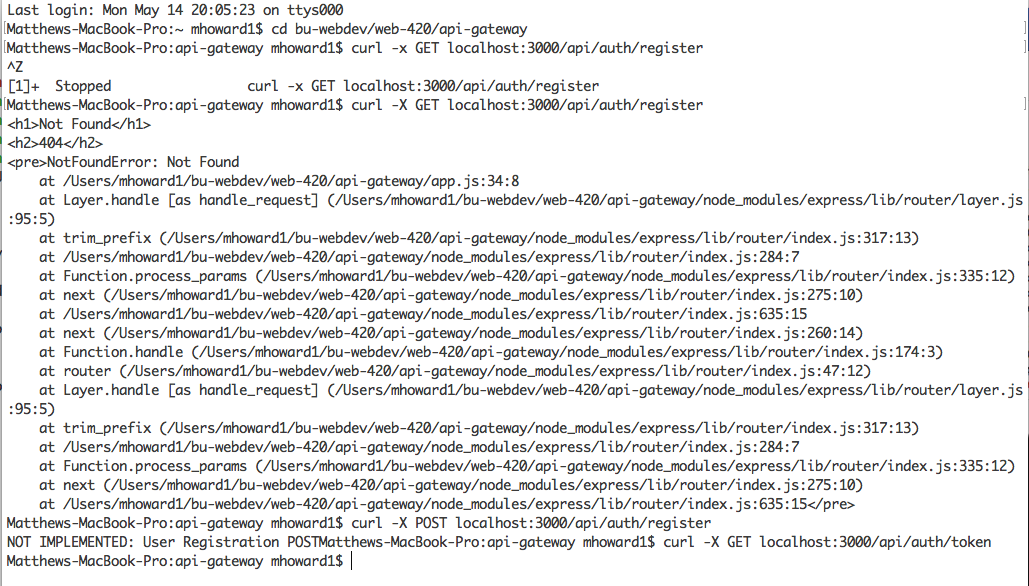 Last login: Mon May 14 20:05:23 on ttys000
[Matthews-MacBook-Pro:~ mhoward1$ cd bu-webdev/web-420/api-gateway ]
[Matthews-MacBook-Pro:api-gateway mhoward1$ curl -x GET localhost:3000/api/auth/register ]
^Z
[1]+  Stopped                 curl -x GET localhost:3000/api/auth/register
[Matthews-MacBook-Pro:api-gateway mhoward1$ curl -X GET localhost:3000/api/auth/register ]
<h1>Not Found</h1>
<h2>404</h2>
<pre>NotFoundError: Not Found
    at /Users/mhoward1/bu-webdev/web-420/api-gateway/app.js:34:8
    at Layer.handle [as handle_request] (/Users/mhoward1/bu-webdev/web-420/api-gateway/node_modules/express/lib/router/layer.js
:95:5)
    at trim_prefix (/Users/mhoward1/bu-webdev/web-420/api-gateway/node_modules/express/lib/router/index.js:317:13)
    at /Users/mhoward1/bu-webdev/web-420/api-gateway/node_modules/express/lib/router/index.js:284:7
    at Function.process_params (/Users/mhoward1/bu-webdev/web-420/api-gateway/node_modules/express/lib/router/index.js:335:12)
    at next (/Users/mhoward1/bu-webdev/web-420/api-gateway/node_modules/express/lib/router/index.js:275:10)
    at /Users/mhoward1/bu-webdev/web-420/api-gateway/node_modules/express/lib/router/index.js:635:15
    at next (/Users/mhoward1/bu-webdev/web-420/api-gateway/node_modules/express/lib/router/index.js:260:14)
    at Function.handle (/Users/mhoward1/bu-webdev/web-420/api-gateway/node_modules/express/lib/router/index.js:174:3)
    at router (/Users/mhoward1/bu-webdev/web-420/api-gateway/node_modules/express/lib/router/index.js:47:12)
    at Layer.handle [as handle_request] (/Users/mhoward1/bu-webdev/web-420/api-gateway/node_modules/express/lib/router/layer.js
:95:5)
    at trim_prefix (/Users/mhoward1/bu-webdev/web-420/api-gateway/node_modules/express/lib/router/index.js:317:13)
    at /Users/mhoward1/bu-webdev/web-420/api-gateway/node_modules/express/lib/router/index.js:284:7
    at Function.process_params (/Users/mhoward1/bu-webdev/web-420/api-gateway/node_modules/express/lib/router/index.js:335:12)
    at next (/Users/mhoward1/bu-webdev/web-420/api-gateway/node_modules/express/lib/router/index.js:275:10)
    at /Users/mhoward1/bu-webdev/web-420/api-gateway/node_modules/express/lib/router/index.js:635:15</pre>
Matthews-MacBook-Pro:api-gateway mhoward1$ curl -X POST localhost:3000/api/auth/register
NOT IMPLEMENTED: User Registration POSTMatthews-MacBook-Pro:api-gateway mhoward1$ curl -X GET localhost:3000/api/auth/token
Matthews-MacBook-Pro:api-gateway mhoward1$